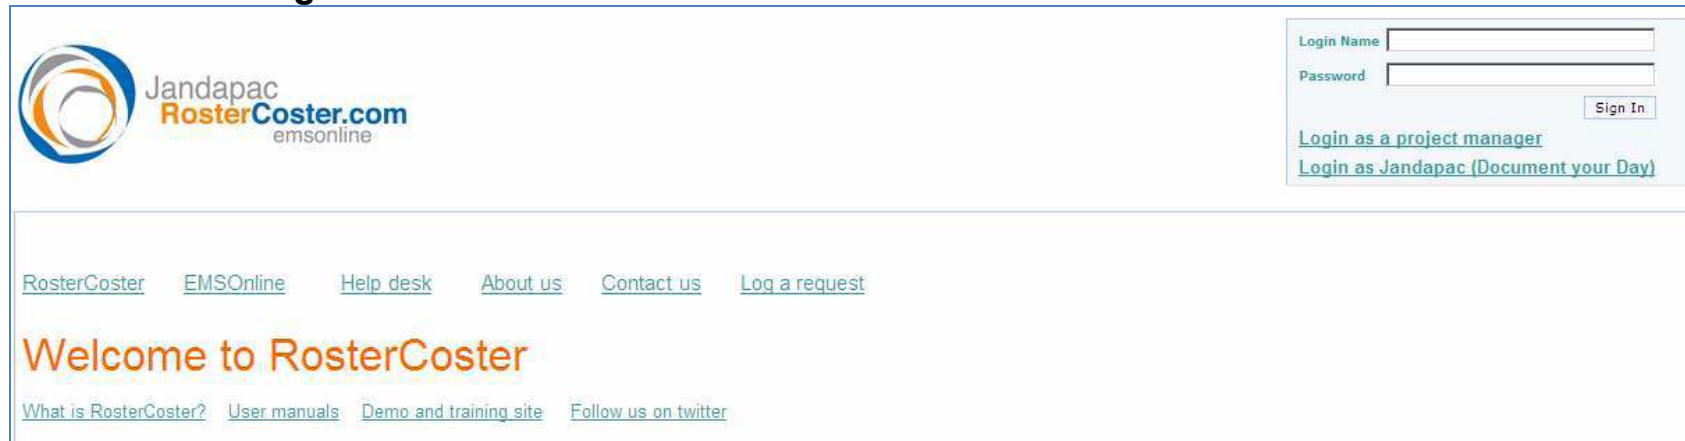 Login Name
Password
Sign In
Login as a project manager
Login as Jandapac (Document your Day)
Jandapac
RosterCoster.com
emsonline
RosterCoster EMSOnline Help desk About us Contact us Log a request
Welcome to RosterCoster
What is RosterCoster? User manuals Demo and training site Follow us on twitter